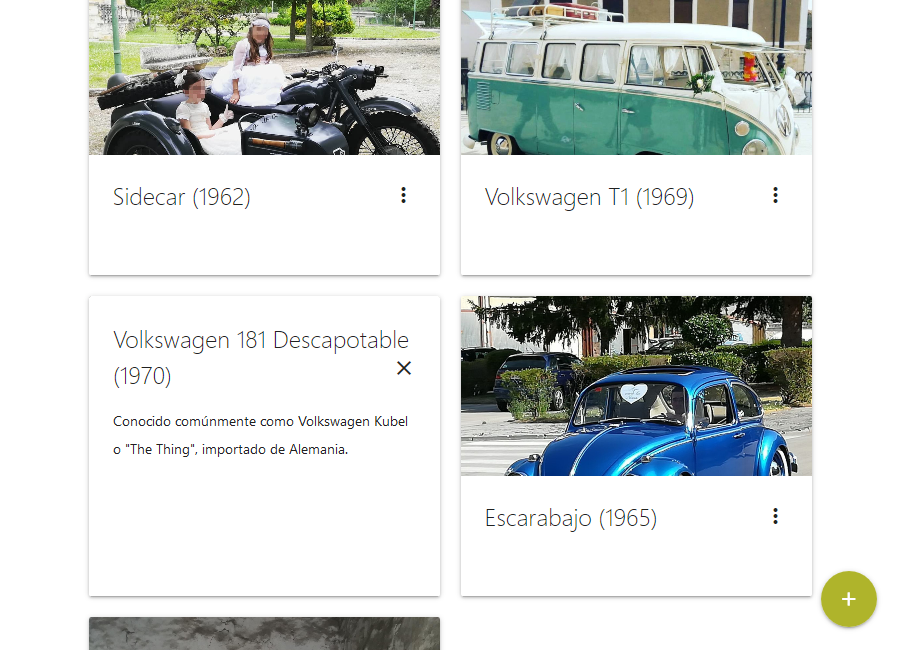 Sidecar (1962)
Volkswagen T1 (1969)
Volkswagen 181 Descapotable
(1970)
Conocido comúnmente como Volkswagen Kubel
o "The Thing", importado de Alemania.
Escarabajo (1965)